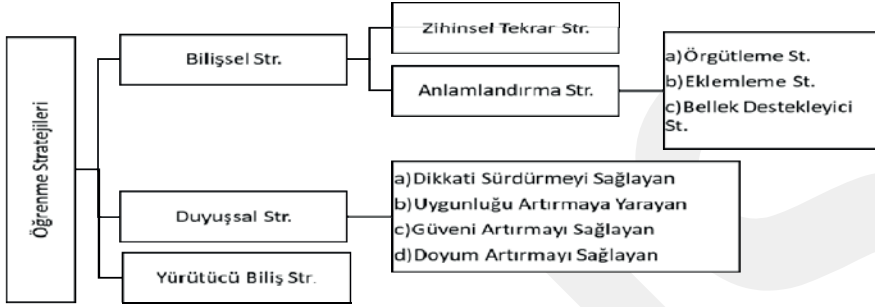 Öğrenme Stratejileri
Bilişsel Str.
Zihinsel Tekrar Str.
Anlamlandırma Str.
a)Örgütleme St.
b)Eklemleme St.
c)Bellek Destekleyici
St.
Duyuşsal Str.
a)Dikkati Sürdürmeyi Sağlayan
b)Uygunluğu Artırmaya Yarayan
c)Güveni Artırmayı Sağlayan
d)Doyum Artırmayı Sağlayan
Yürütücü Biliş Str.